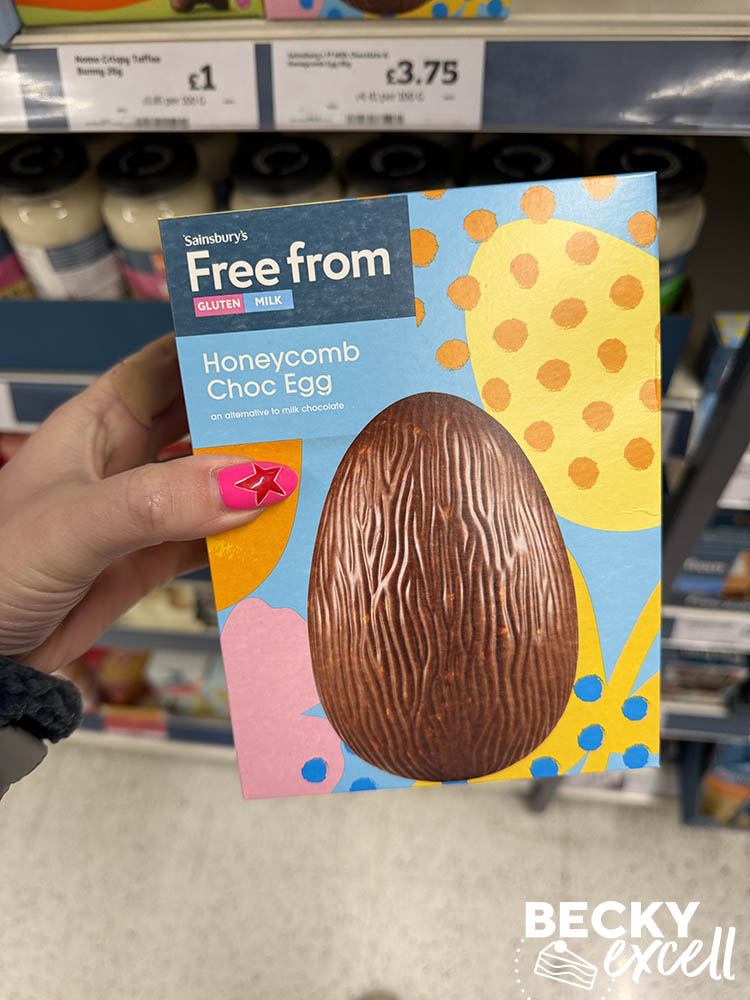 £1
£3.75
Sainsbury's
Free from
GLUTEN MILK
Honeycomb
Choc Egg
an alternative to milk chocolate
BECKY
excell